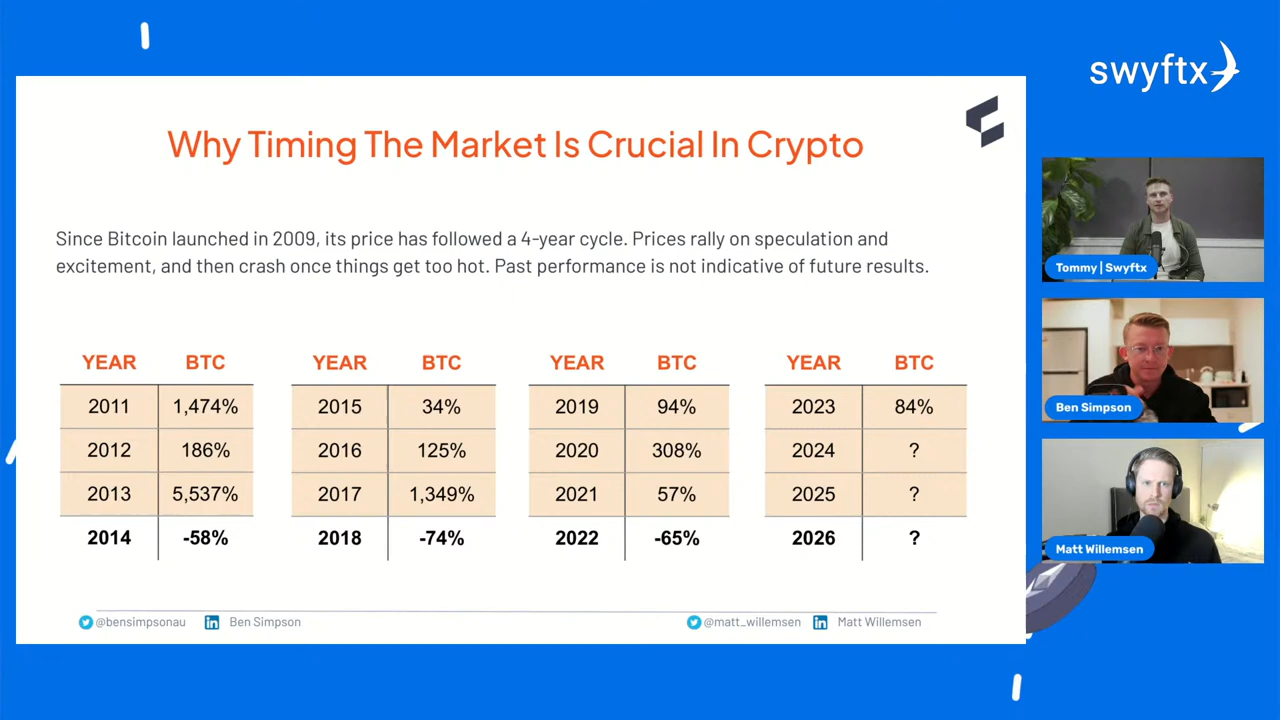 swyftx
Why Timing The Market Is Crucial In Crypto
Since Bitcoin launched in 2009, its price has followed a 4-year cycle. Prices rally on speculation and
excitement, and then crash once things get too hot. Past performance is not indicative of future results.
YEAR BTC
2011 1,474%
2012 186%
2013 5,537%
2014 -58%
YEAR BTC
2015 34%
2016 125%
2017 1,349%
2018 -74%
YEAR BTC
2019 94%
2020 308%
2021 57%
2022 -65%
YEAR BTC
2023 84%
2024 ?
2025 ?
2026 ?
@bensimpsonau in Ben Simpson
@matt_willemsen in Matt Willemsen
Tommy | Swyftx
Ben Simpson
Matt Willemsen